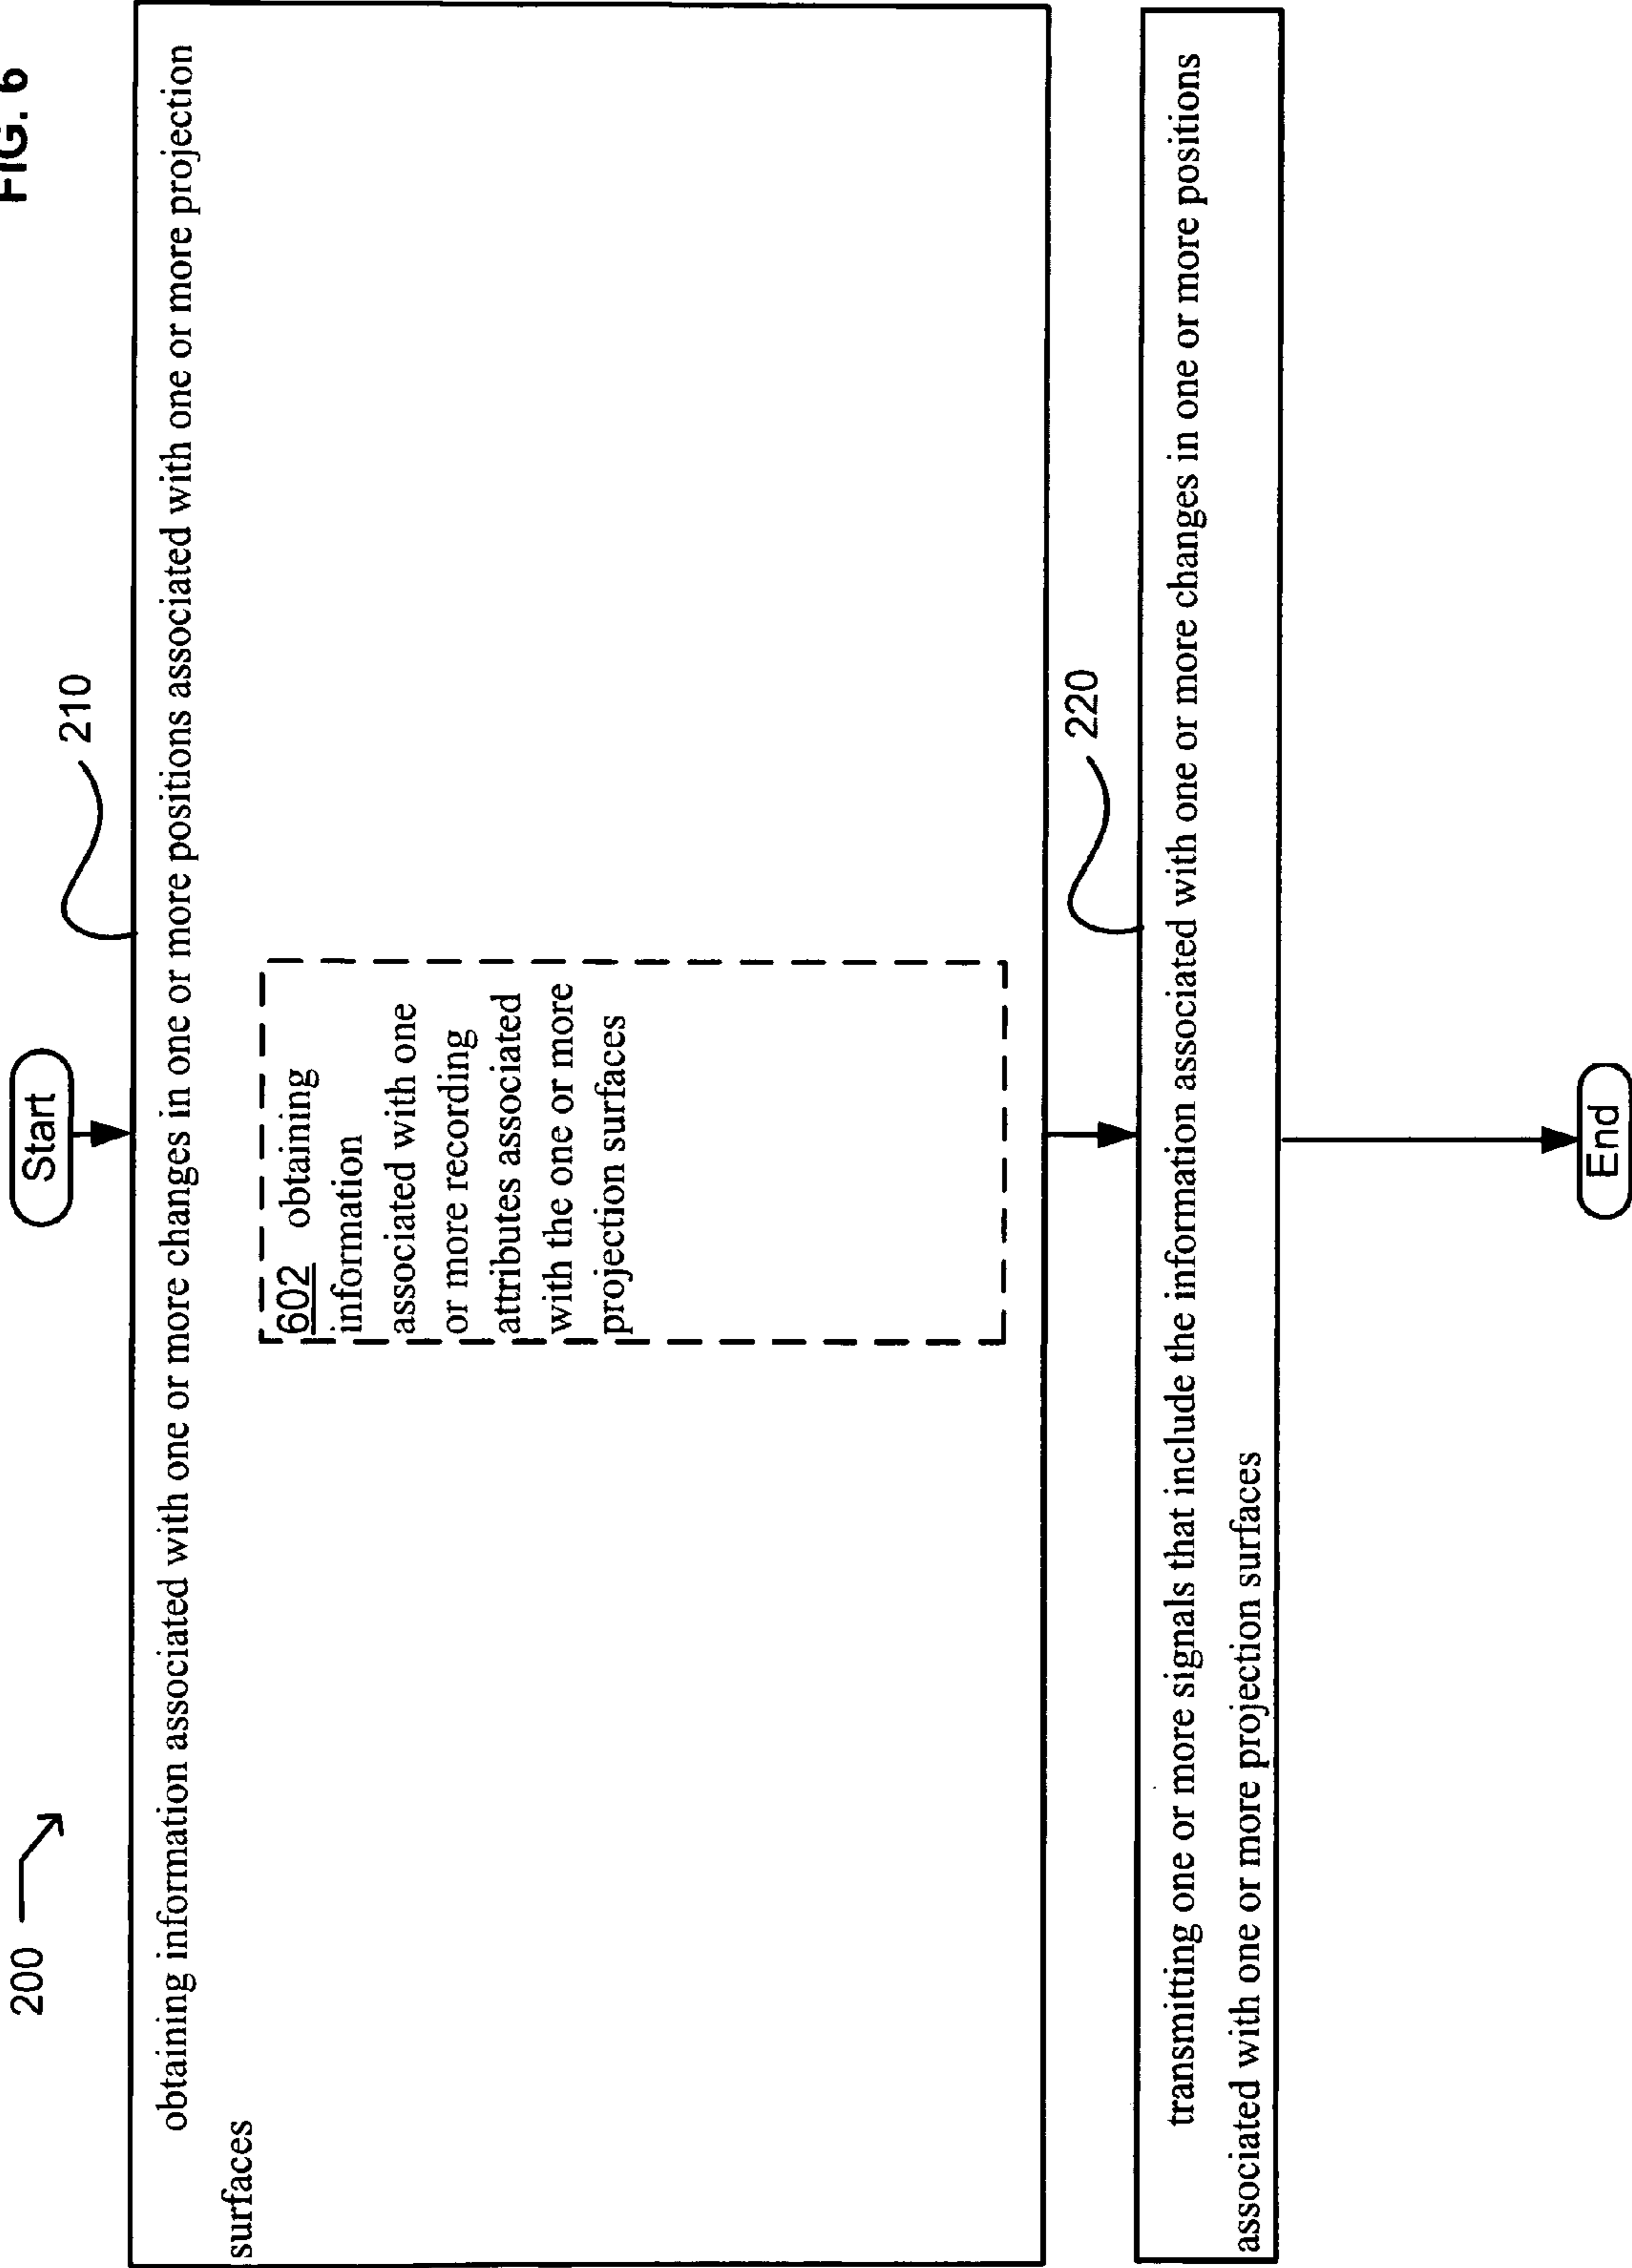 FIG. 6
200
Start
210
obtaining information associated with one or more changes in one or more positions associated with one or more projection
surfaces
602 obtaining
information
associated with one
or more recording
attributes associated
with the one or more
projection surfaces
220
transmitting one or more signals that include the information associated with one or more changes in one or more positions
associated with one or more projection surfaces
End